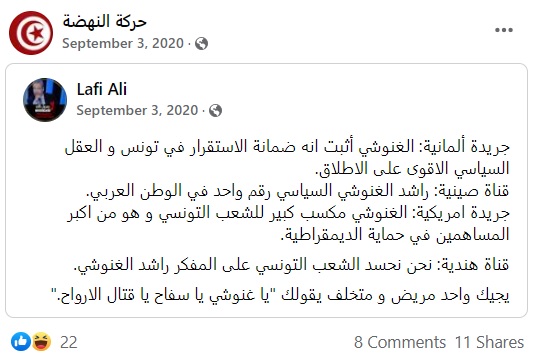 حركة النهضة
September 3, 2020 ·
Lafi Ali
September 3, 2020 ·
جريدة ألمانية: الغنوشي أثبت انه ضمانة الاستقرار في تونس و العقل
السياسي الاقوى على الاطلاق.
قناة صينية: راشد الغنوشي السياسي رقم واحد في الوطن العربي.
جريدة امريكية: الغنوشي مكسب كبير للشعب التونسي و هو من اكبر
المساهمين في حماية الديمقراطية.
قناة هندية: نحن نحسد الشعب التونسي على المفكر راشد الغنوشي.
يجيك واحد مريض و متخلف يقولك "يا غنوشي يا سفاح يا قتال الارواح."
22
8 Comments 11 Shares